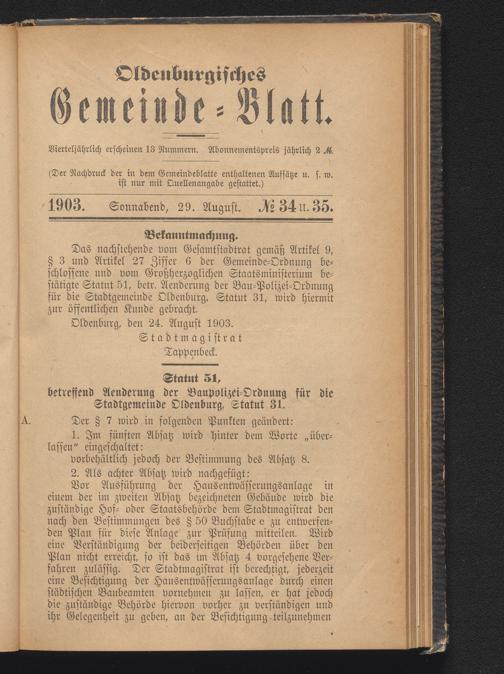 Oldenburgisches
Gemeinde-Blatt.
Vierteljährlich erscheinen 13 Nummern. Abonnementspreis jährlich 2 ℳ.
(Der Nachdruck der in dem Gemeindeblatte enthaltenen Aufsätze u. s. w.
ist nur mit Quellenangabe gestattet.)
1903. Sonnabend, 29. August. № 34 u. 35.
Bekanntmachung.
Das nachstehende vom Gesamtstadtrat gemäß Artikel 9,
§ 3 und Artikel 27 Ziffer 6 der Gemeinde-Ordnung be-
schlossene und vom Großherzoglichen Staatsministerium be-
stätigte Statut 51, betr. Aenderung der Bau-Polizei-Ordnung
für die Stadtgemeinde Oldenburg, Statut 31, wird hiermit
zur öffentlichen Kunde gebracht.
Oldenburg, den 24. August 1903.
Stadtmagistrat
Tappenbeck.
Statut 51,
betreffend Aenderung der Baupolizei-Ordnung für die
Stadtgemeinde Oldenburg, Statut 31.
A. Der § 7 wird in folgenden Punkten geändert:
1. Im fünften Absatz wird hinter dem Worte „über-
lassen“ eingeschaltet:
vorbehältlich jedoch der Bestimmung des Absatz 8.
2. Als achter Absatz wird nachgefügt:
Vor Ausführung der Hausentwässerungsanlage in
einem der im zweiten Absatz bezeichneten Gebäude wird die
zuständige Hof- oder Staatsbehörde dem Stadtmagistrat den
nach den Bestimmungen des § 50 Buchstabe c zu entwerfen-
den Plan für diese Anlage zur Prüfung mitteilen. Wird
eine Verständigung der beiderseitigen Behörden über den
Plan nicht erreicht, so ist das im Absatz 4 vorgesehene Ver-
fahren zulässig. Der Stadtmagistrat ist berechtigt, jederzeit
eine Besichtigung der Hausentwässerungsanlage durch einen
städtischen Baubeamten vornehmen zu lassen, er hat jedoch
die zuständige Behörde hiervon vorher zu verständigen und
ihr Gelegenheit zu geben, an der Besichtigung teilzunehmen